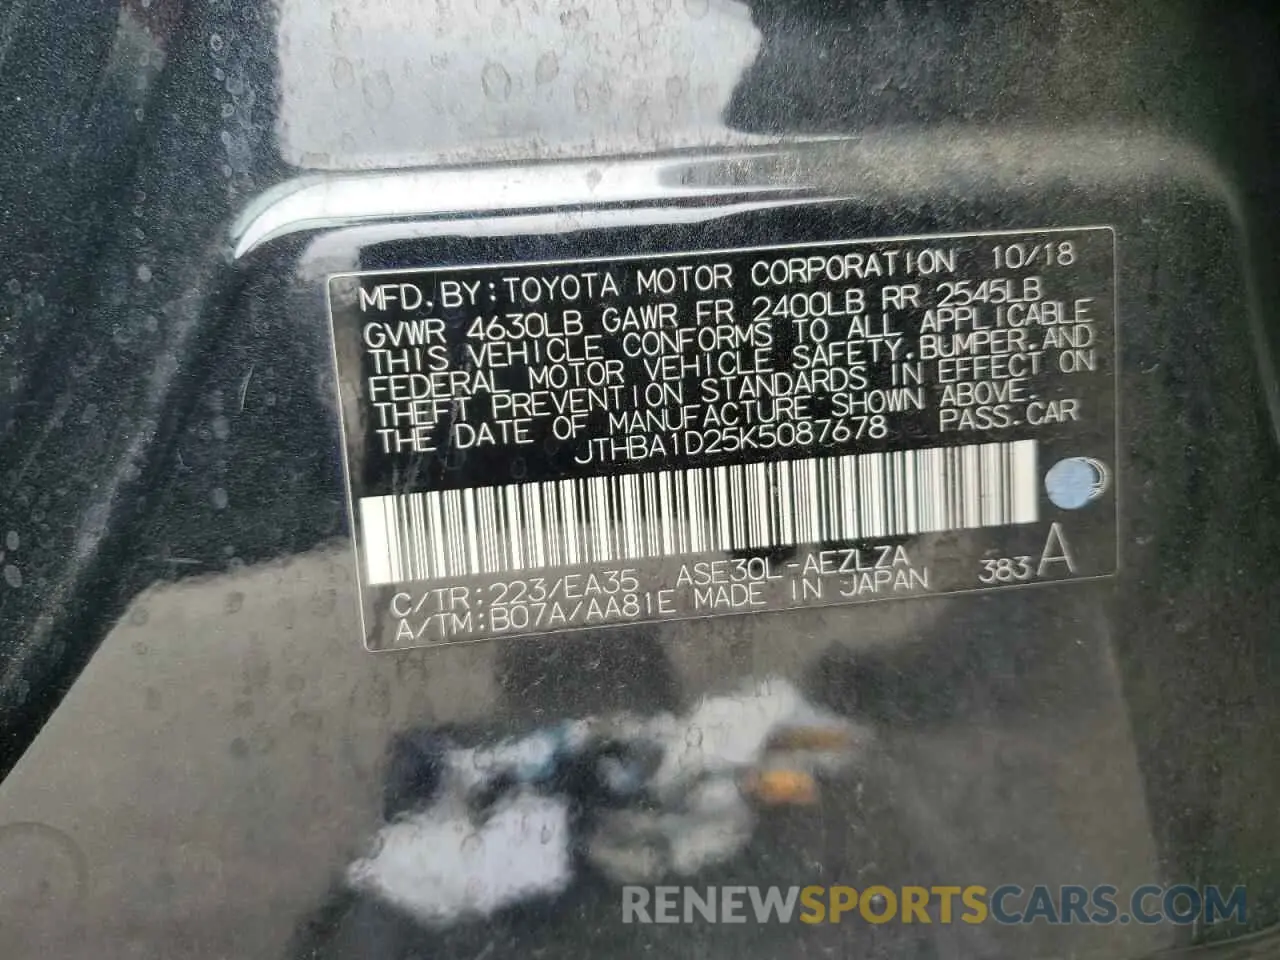 MFD. BY: TOYOTA MOTOR CORPORATION 10/18
GVWR 4630LB GAWR FR 2400LB RR 2545LB
THIS VEHICLE CONFORMS TO ALL APPLICABLE
FEDERAL MOTOR VEHICLE SAFETY, BUMPER, AND
THEFT PREVENTION STANDARDS IN EFFECT ON
THE DATE OF MANUFACTURE SHOWN ABOVE.
JTHBA1D25K5087678 PASS. CAR
C/TR: 223/EA35 ASE30L-AEZLZA 383 A
A/TM: B07A/AA81E MADE IN JAPAN
RENEWSPORTSCARS.COM